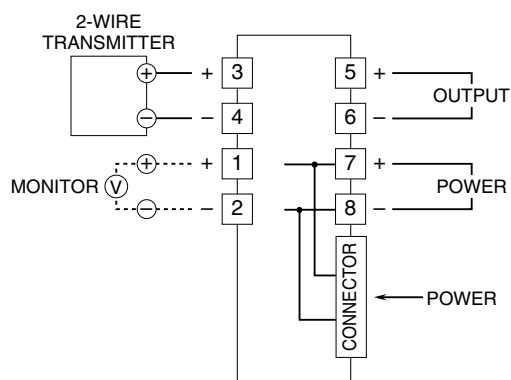 2-WIRE
TRANSMITTER
+ + 3 5 +
OUTPUT
− − 4 6 −
+ + 1 7 +
MONITOR V POWER
− − 2 8 −
CONNECTOR
POWER